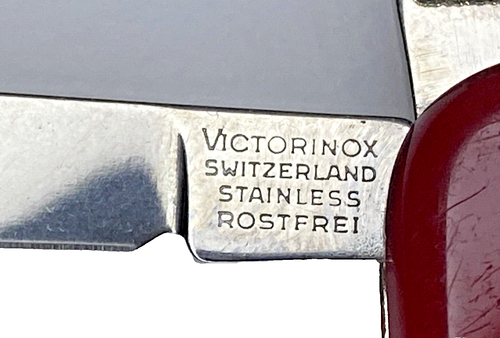 VICTORINOX
SWITZERLAND
STAINLESS
ROSTFREI